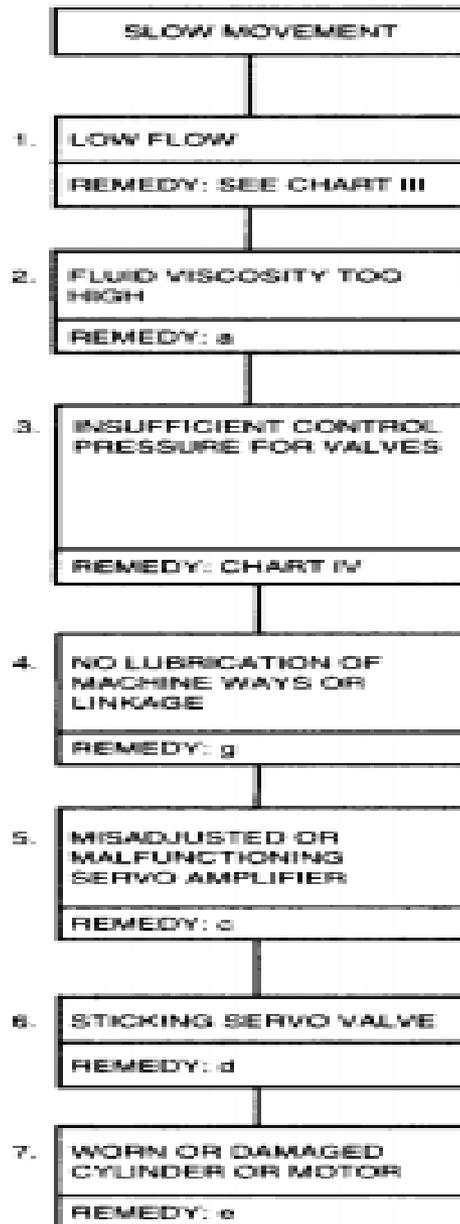 SLOW MOVEMENT
1. LOW FLOW
REMEDY: SEE CHART III
2. FLUID VISCOSITY TOO
HIGH
REMEDY: a
3. INSUFFICIENT CONTROL
PRESSURE FOR VALVES
REMEDY: CHART IV
4. NO LUBRICATION OF
MACHINE WAYS OR
LINKAGE
REMEDY: g
5. MISADJUSTED OR
MALFUNCTIONING
SERVO AMPLIFIER
REMEDY: c
6. STICKING SERVO VALVE
REMEDY: d
7. WORN OR DAMAGED
CYLINDER OR MOTOR
REMEDY: e